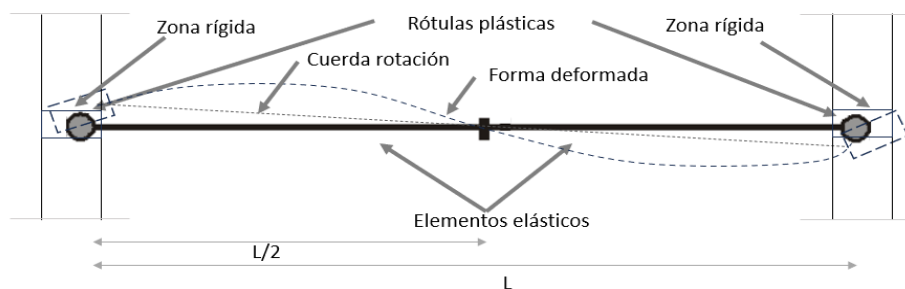 Zona rígida
Rótulas plásticas
Zona rígida
Cuerda rotación
Forma deformada
Elementos elásticos
L/2
L